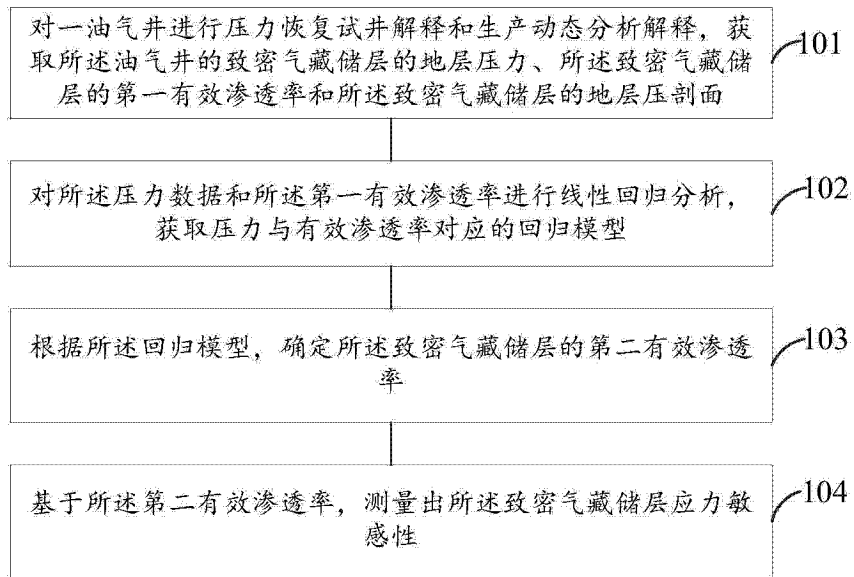 对一油气井进行压力恢复试井解释和生产动态分析解释，获
取所述油气井的致密气藏储层的地层压力、所述致密气藏储
层的第一有效渗透率和所述致密气藏储层的地层压剖面
101
对所述压力数据和所述第一有效渗透率进行线性回归分析，
获取压力与有效渗透率对应的回归模型
102
根据所述回归模型，确定所述致密气藏储层的第二有效渗透
率
103
基于所述第二有效渗透率，测量出所述致密气藏储层应力敏
感性
104